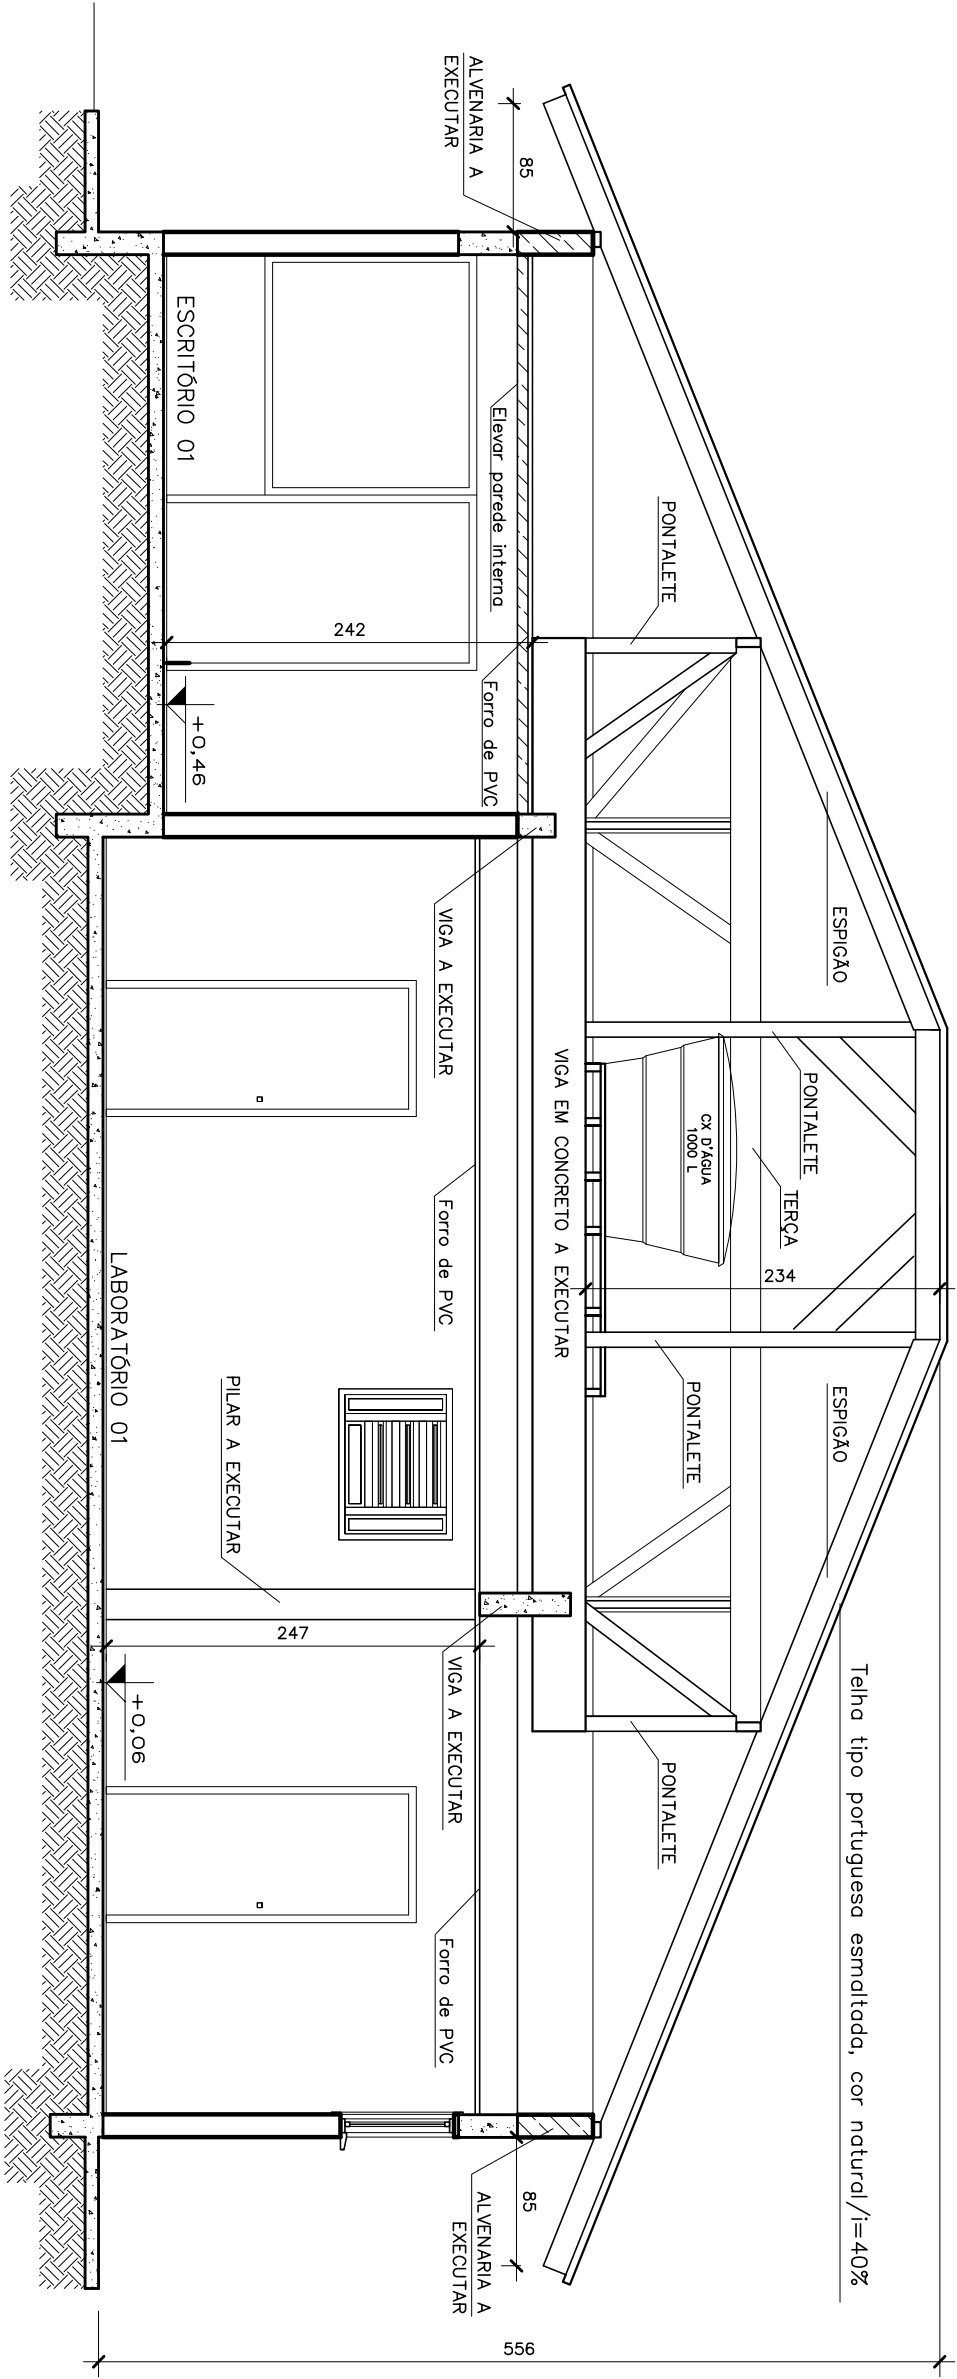 Telha tipo portuguesa esmaltada, cor natural/i=40%
ESPIGÃO
ESPIGÃO
PONTALETE
TERÇA
234
CX D'ÁGUA
1000 L
PONTALETE
PONTALETE
PONTALETE
VIGA EM CONCRETO A EXECUTAR
85
ALVENARIA A
EXECUTAR
85
ALVENARIA A
EXECUTAR
556
Elevar parede interna
Forro de PVC
242
VIGA A EXECUTAR
Forro de PVC
VIGA A EXECUTAR
Forro de PVC
PILAR A EXECUTAR
247
ESCRITÓRIO 01
+0,46
LABORATÓRIO 01
+0,06